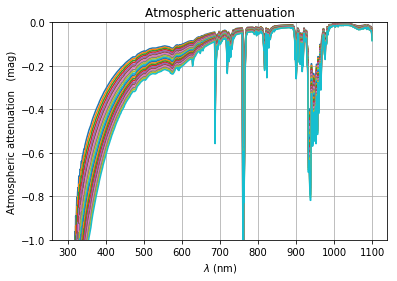 Atmospheric attenuation
Atmospheric attenuation (mag)
0.0
−0.2
−0.4
−0.6
−0.8
−1.0
300 400 500 600 700 800 900 1000 1100
λ (nm)